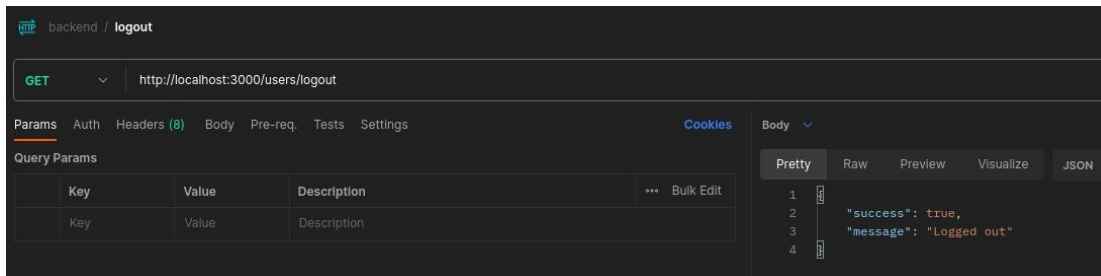 HTTP backend / logout
GET http://localhost:3000/users/logout
Params Auth Headers (8) Body Pre-req. Tests Settings Cookies
Query Params
Key Value Description ••• Bulk Edit
Key Value Description
Body
Pretty Raw Preview Visualize JSON
1 {
2 "success": true,
3 "message": "Logged out"
4 }